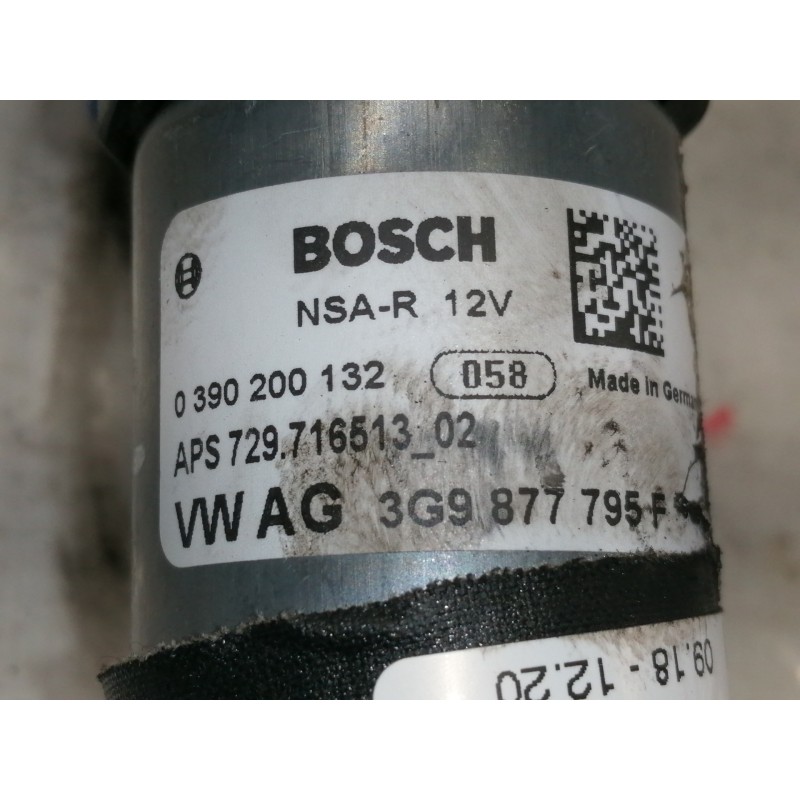 BOSCH
NSA-R 12V
0 390 200 132 058 Made in
APS 729.716513_02
VW AG 3G9 877 795 F
09.18 - 12.20